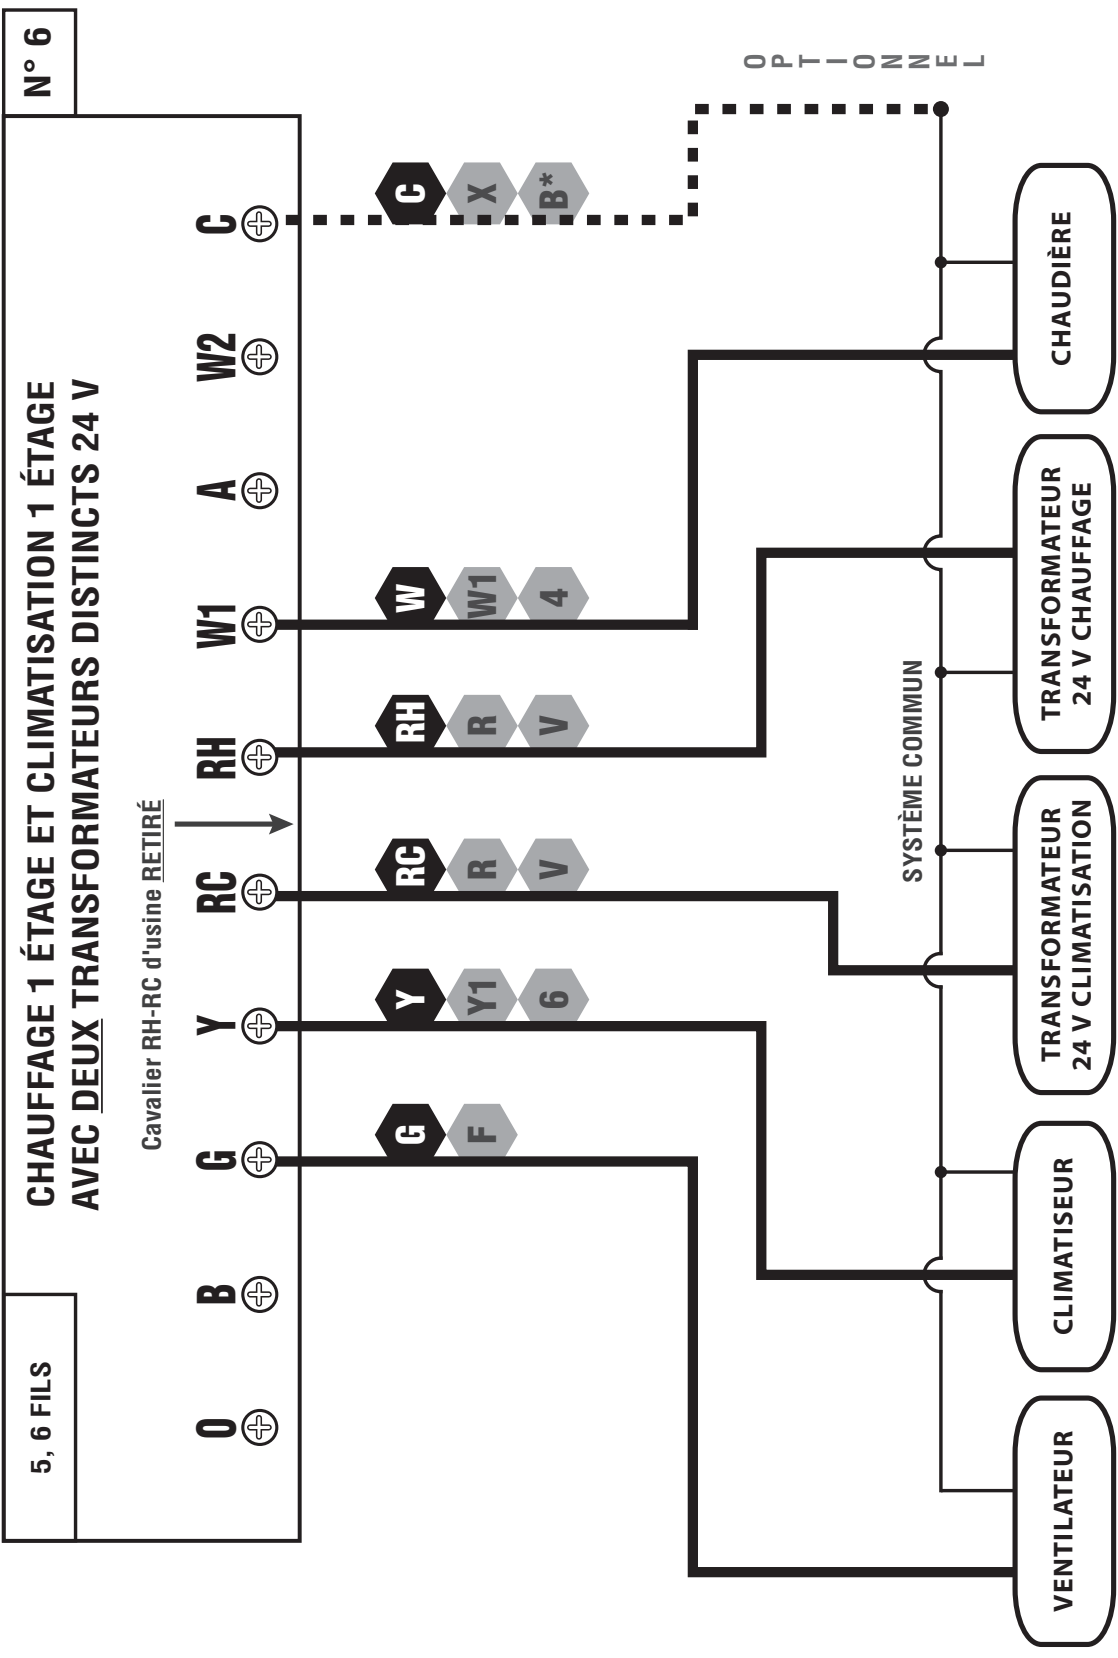 5, 6 FILS
CHAUFFAGE 1 ÉTAGE ET CLIMATISATION 1 ÉTAGE
AVEC DEUX TRANSFORMATEURS DISTINCTS 24 V
N° 6
Cavalier RH-RC d'usine RETIRÉ
O
B
G
Y
RC
RH
W1
A
W2
C
G
F
Y
Y1
6
RC
R
V
RH
R
V
W
W1
4
C
X
B*
OPTIONNEL
SYSTÈME COMMUN
VENTILATEUR
CLIMATISEUR
TRANSFORMATEUR
24 V CLIMATISATION
TRANSFORMATEUR
24 V CHAUFFAGE
CHAUDIÈRE